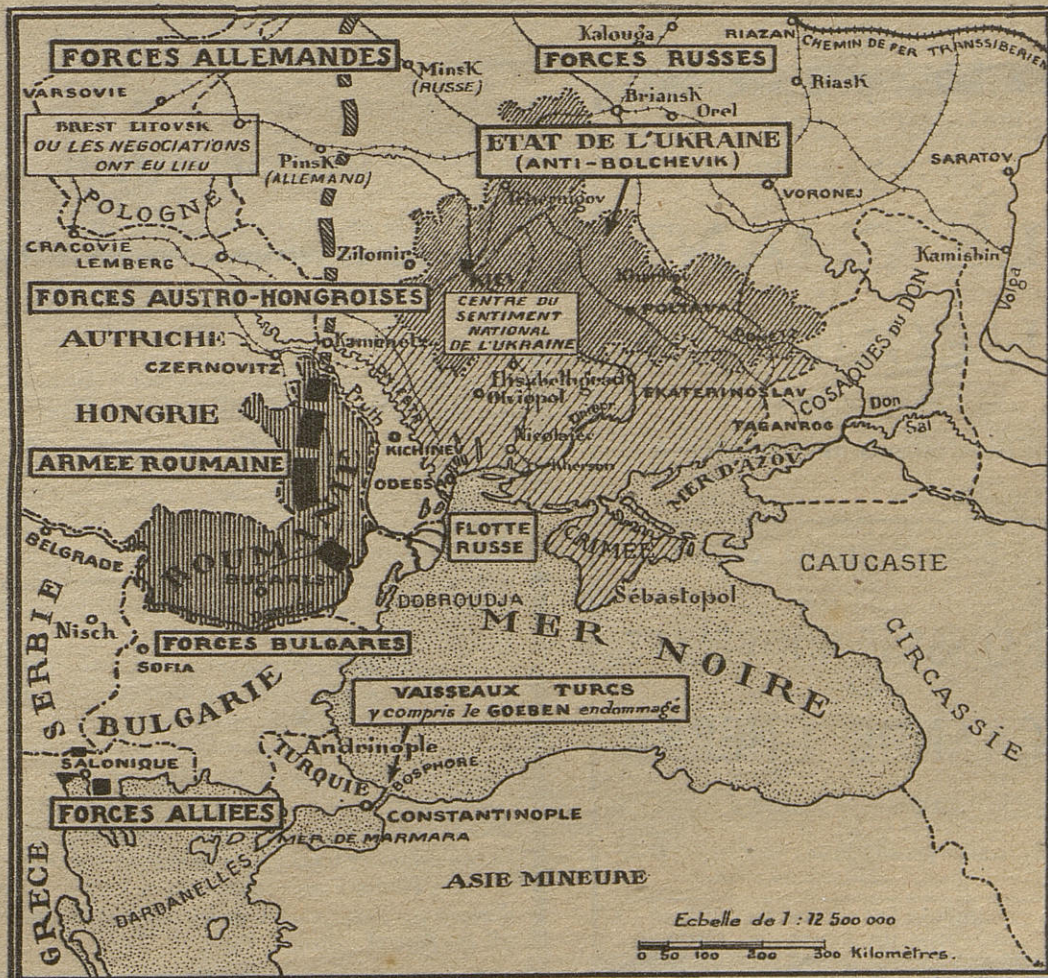 FORCES ALLEMANDES
Kalouga
RIAZAN
CHEMIN DE FER TRANSSIBERIEN
FORCES RUSSES
Minsk
(RUSSE)
Riask
VARSOVIE
Briansk
Orel
BREST LITOVSK
OU LES NEGOCIATIONS
ONT EU LIEU
ETAT DE L'UKRAINE
(ANTI-BOLCHEVIK)
Pinsk
(ALLEMAND)
SARATOV
VORONEJ
POLOGNE
Tchernigov
CRACOVIE
LEMBERG
Zitomir
Kamishin
KIEV
Kharkov
Volga
FORCES AUSTRO-HONGROISES
CENTRE DU
SENTIMENT
NATIONAL
DE L'UKRAINE
POLTAVA
DONETZ
COSAQUES DU DON
AUTRICHE
Kamenetz
CZERNOVITZ
Elisabethgrad
EKATERINOSLAV
Olviopol
HONGRIE
Pruth
Don
TAGANROG
Sal
KICHINEV
Nicolaiec
Kherson
ARMEE ROUMAINE
ODESSA
MER D'AZOV
FLOTTE
RUSSE
BELGRADE
ROUMANIE
BUCAREST
CRIMEE
CAUCASIE
DOBROUDJA
Sébastopol
SERBIE
Nisch
FORCES BULGARES
SOFIA
MER NOIRE
CIRCASSIE
VAISSEAUX TURCS
y compris le GOEBEN endommagé
BULGARIE
Andrinople
TURQUIE
BOSPHORE
SALONIQUE
FORCES ALLIEES
CONSTANTINOPLE
MER DE MARMARA
GRECE
DARDANELLES
ASIE MINEURE
Echelle de 1 : 12 500 000
0 50 100 200 300 Kilomètres.